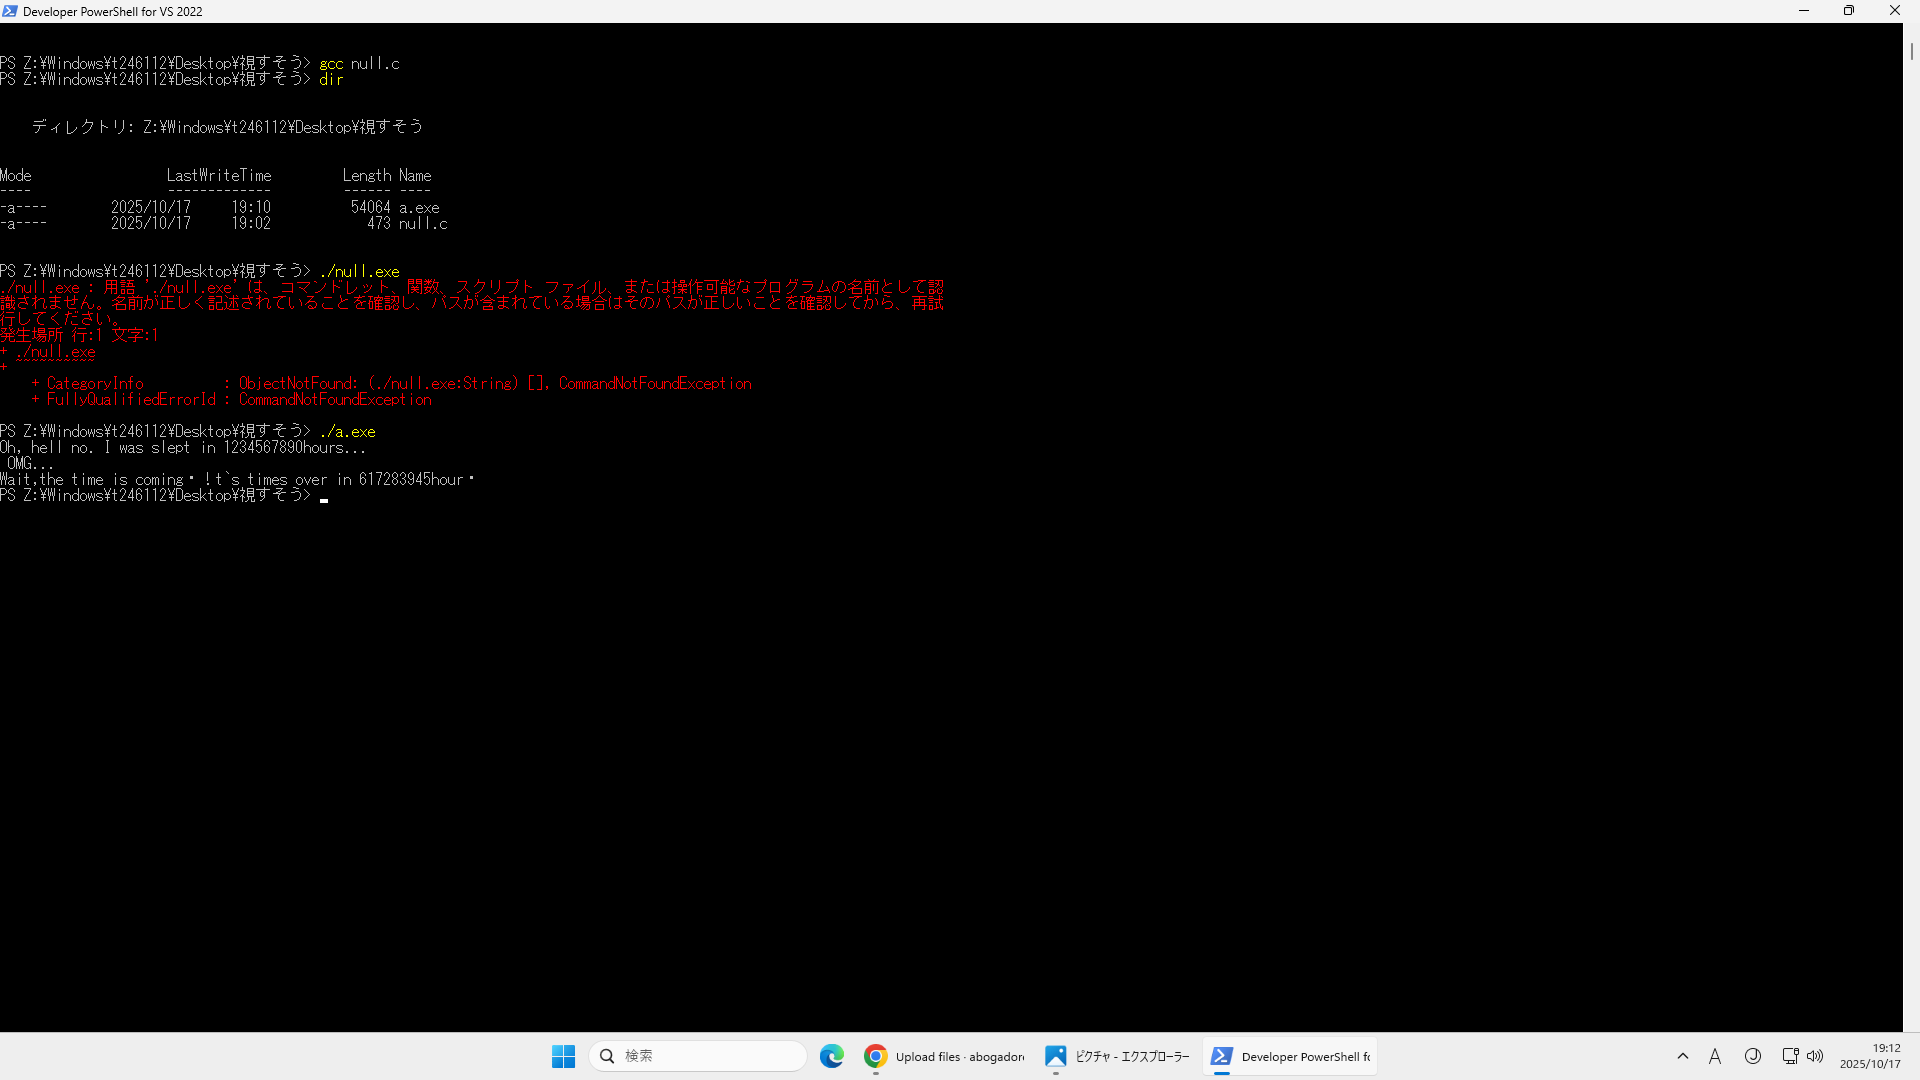 Developer PowerShell for VS 2022
PS Z:¥Windows¥t246112¥Desktop¥視すそう> gcc null.c
PS Z:¥Windows¥t246112¥Desktop¥視すそう> dir
ディレクトリ: Z:¥Windows¥t246112¥Desktop¥視すそう
Mode LastWriteTime Length Name
---- ------------- ------ ----
-a---- 2025/10/17 19:10 54064 a.exe
-a---- 2025/10/17 19:02 473 null.c
PS Z:¥Windows¥t246112¥Desktop¥視すそう> ./null.exe
./null.exe : 用語 './null.exe' は、コマンドレット、関数、スクリプト ファイル、または操作可能なプログラムの名前として認
識されません。名前が正しく記述されていることを確認し、パスが含まれている場合はそのパスが正しいことを確認してから、再試
行してください。
発生場所 行:1 文字:1
+ ./null.exe
+ ~~~~~~~~~~
+ CategoryInfo : ObjectNotFound: (./null.exe:String) [], CommandNotFoundException
+ FullyQualifiedErrorId : CommandNotFoundException
PS Z:¥Windows¥t246112¥Desktop¥視すそう> ./a.exe
Oh, hell no. I was slept in 1234567890hours...
OMG...
Wait,the time is coming・!t`s times over in 617283945hour・
PS Z:¥Windows¥t246112¥Desktop¥視すそう>
検索
Upload files · abogadoro
ピクチャ - エクスプローラー
Developer PowerShell fo
A
19:12
2025/10/17